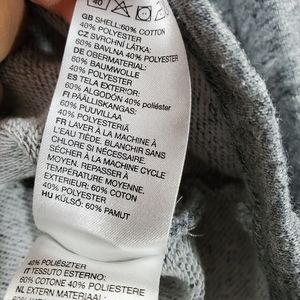 40
GB SHELL:60% COTTON
40% POLYESTER
CZ SVRCHNÍ LÁTKA:
60% BAVLNA 40% POLYESTER
DE OBERMATERIAL:
60% BAUMWOLLE
40% POLYESTER
ES TELA EXTERIOR:
60% ALGODÓN 40% poliéster
FI PÄÄLLISKANGAS:
60% PUUVILLAA
40% POLYESTERIÄ
FR LAVER À LA MACHINE À
L'EAU TIÈDE. BLANCHIR SANS
CHLORE SI NÉCESSAIRE.
SÉCHER À LA MACHINE CYCLE
MOYEN. REPASSER À
TEMPÉRATURE MOYENNE.
EXTERIEUR: 60% COTON
40% POLYESTER
HU KÜLSŐ: 60% PAMUT
40% POLIÉSZTER
IT TESSUTO ESTERNO:
60% COTONE 40% POLIESTERE
NL EXTERN MATERIAAL: